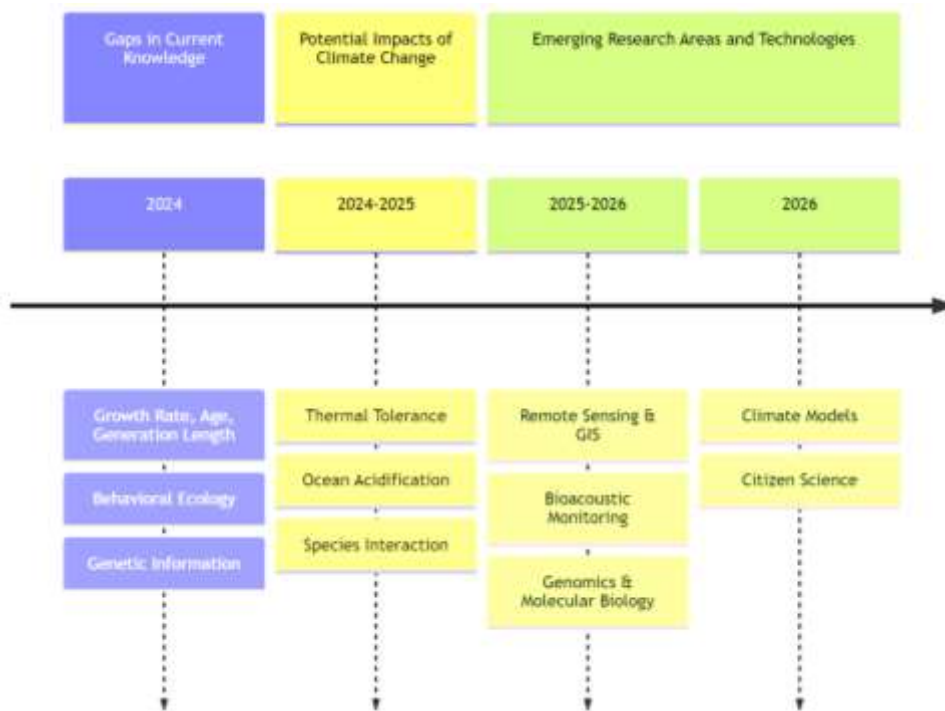 Gaps in Current
Knowledge
Potential Impacts of
Climate Change
Emerging Research Areas and Technologies
2024
2024-2025
2025-2026
2026
Growth Rate, Age,
Generation Length
Behavioral Ecology
Genetic Information
Thermal Tolerance
Ocean Acidification
Species Interaction
Remote Sensing &
GIS
Bioacoustic
Monitoring
Genomics &
Molecular Biology
Climate Models
Citizen Science